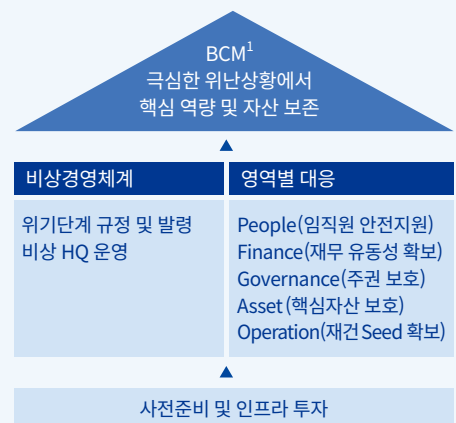 BCM¹
극심한 위난상황에서
핵심 역량 및 자산 보존
비상경영체계
위기단계 규정 및 발령
비상 HQ 운영
영역별 대응
People(임직원 안전지원)
Finance(재무 유동성 확보)
Governance(주권 보호)
Asset (핵심자산 보호)
Operation(재건 Seed 확보)
사전준비 및 인프라 투자